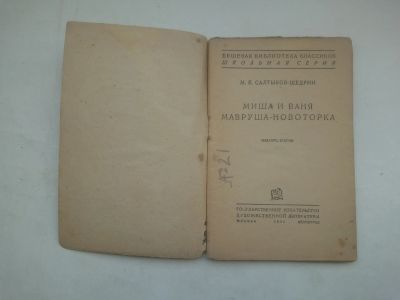 ДЕШЕВАЯ БИБЛИОТЕКА КЛАССИКОВ
ШКОЛЬНАЯ СЕРИЯ
М. Е. САЛТЫКОВ-ЩЕДРИН
МИША И ВАНЯ
МАВРУША-НОВОТОРКА
ГОСУДАРСТВЕННОЕ ИЗДАТЕЛЬСТВО
ХУДОЖЕСТВЕННОЙ ЛИТЕРАТУРЫ
МОСКВА ЛЕНИНГРАД